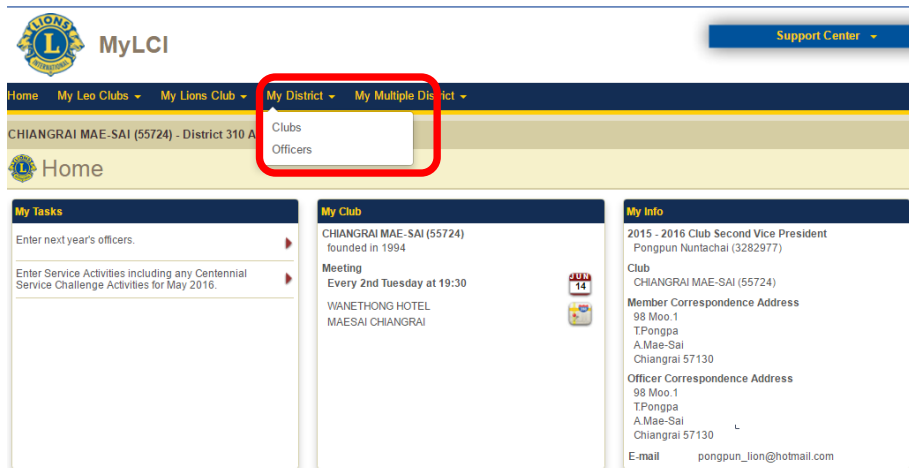 LIONS
L
INTERNATIONAL
MyLCI
Support Center
Home My Leo Clubs My Lions Club My District My Multiple District
Clubs
Officers
CHIANGRAI MAE-SAI (55724) - District 310 A
Home
My Tasks
Enter next year's officers.
Enter Service Activities including any Centennial
Service Challenge Activities for May 2016.
My Club
CHIANGRAI MAE-SAI (55724)
founded in 1994
Meeting
Every 2nd Tuesday at 19:30
JUN
14
WANETHONG HOTEL
MAESAI CHIANGRAI
My Info
2015 - 2016 Club Second Vice President
Pongpun Nuntachai (3282977)
Club
CHIANGRAI MAE-SAI (55724)
Member Correspondence Address
98 Moo.1
T.Pongpa
A.Mae-Sai
Chiangrai 57130
Officer Correspondence Address
98 Moo.1
T.Pongpa
A.Mae-Sai
Chiangrai 57130
E-mail pongpun_lion@hotmail.com